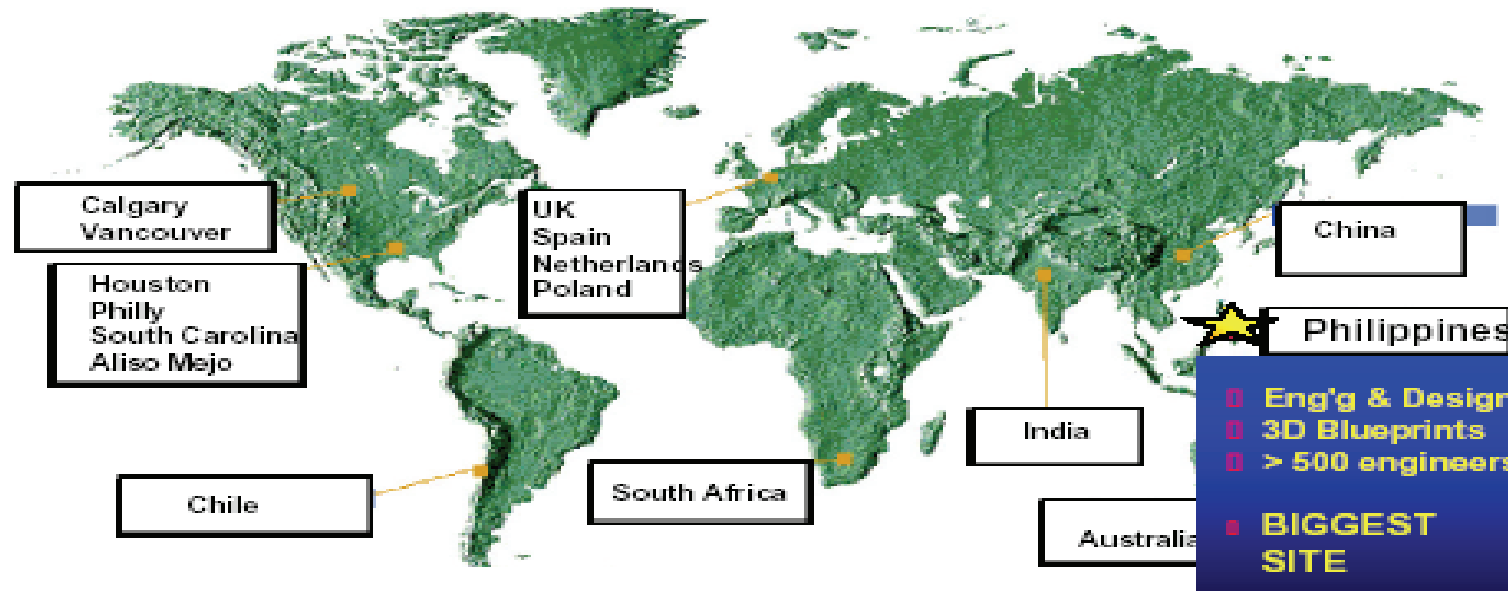 Calgary
Vancouver
Houston
Philly
South Carolina
Aliso Mejo
UK
Spain
Netherlands
Poland
China
Philippines
Eng'g & Design
3D Blueprints
> 500 engineers
BIGGEST
SITE
India
South Africa
Chile
Australia